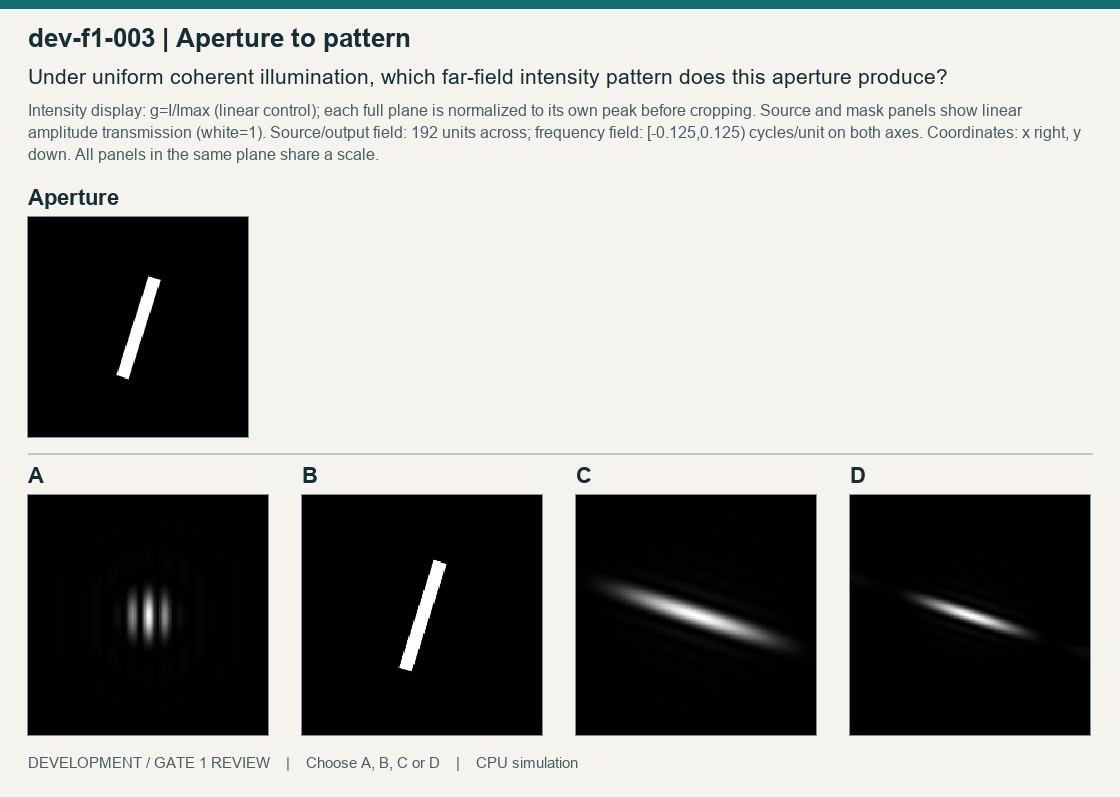 dev-f1-003 | Aperture to pattern
Under uniform coherent illumination, which far-field intensity pattern does this aperture produce?
Intensity display: g=I/Imax (linear control); each full plane is normalized to its own peak before cropping. Source and mask panels show linear
amplitude transmission (white=1). Source/output field: 192 units across; frequency field: [-0.125,0.125) cycles/unit on both axes. Coordinates: x right, y
down. All panels in the same plane share a scale.
Aperture
A B C D
DEVELOPMENT / GATE 1 REVIEW | Choose A, B, C or D | CPU simulation